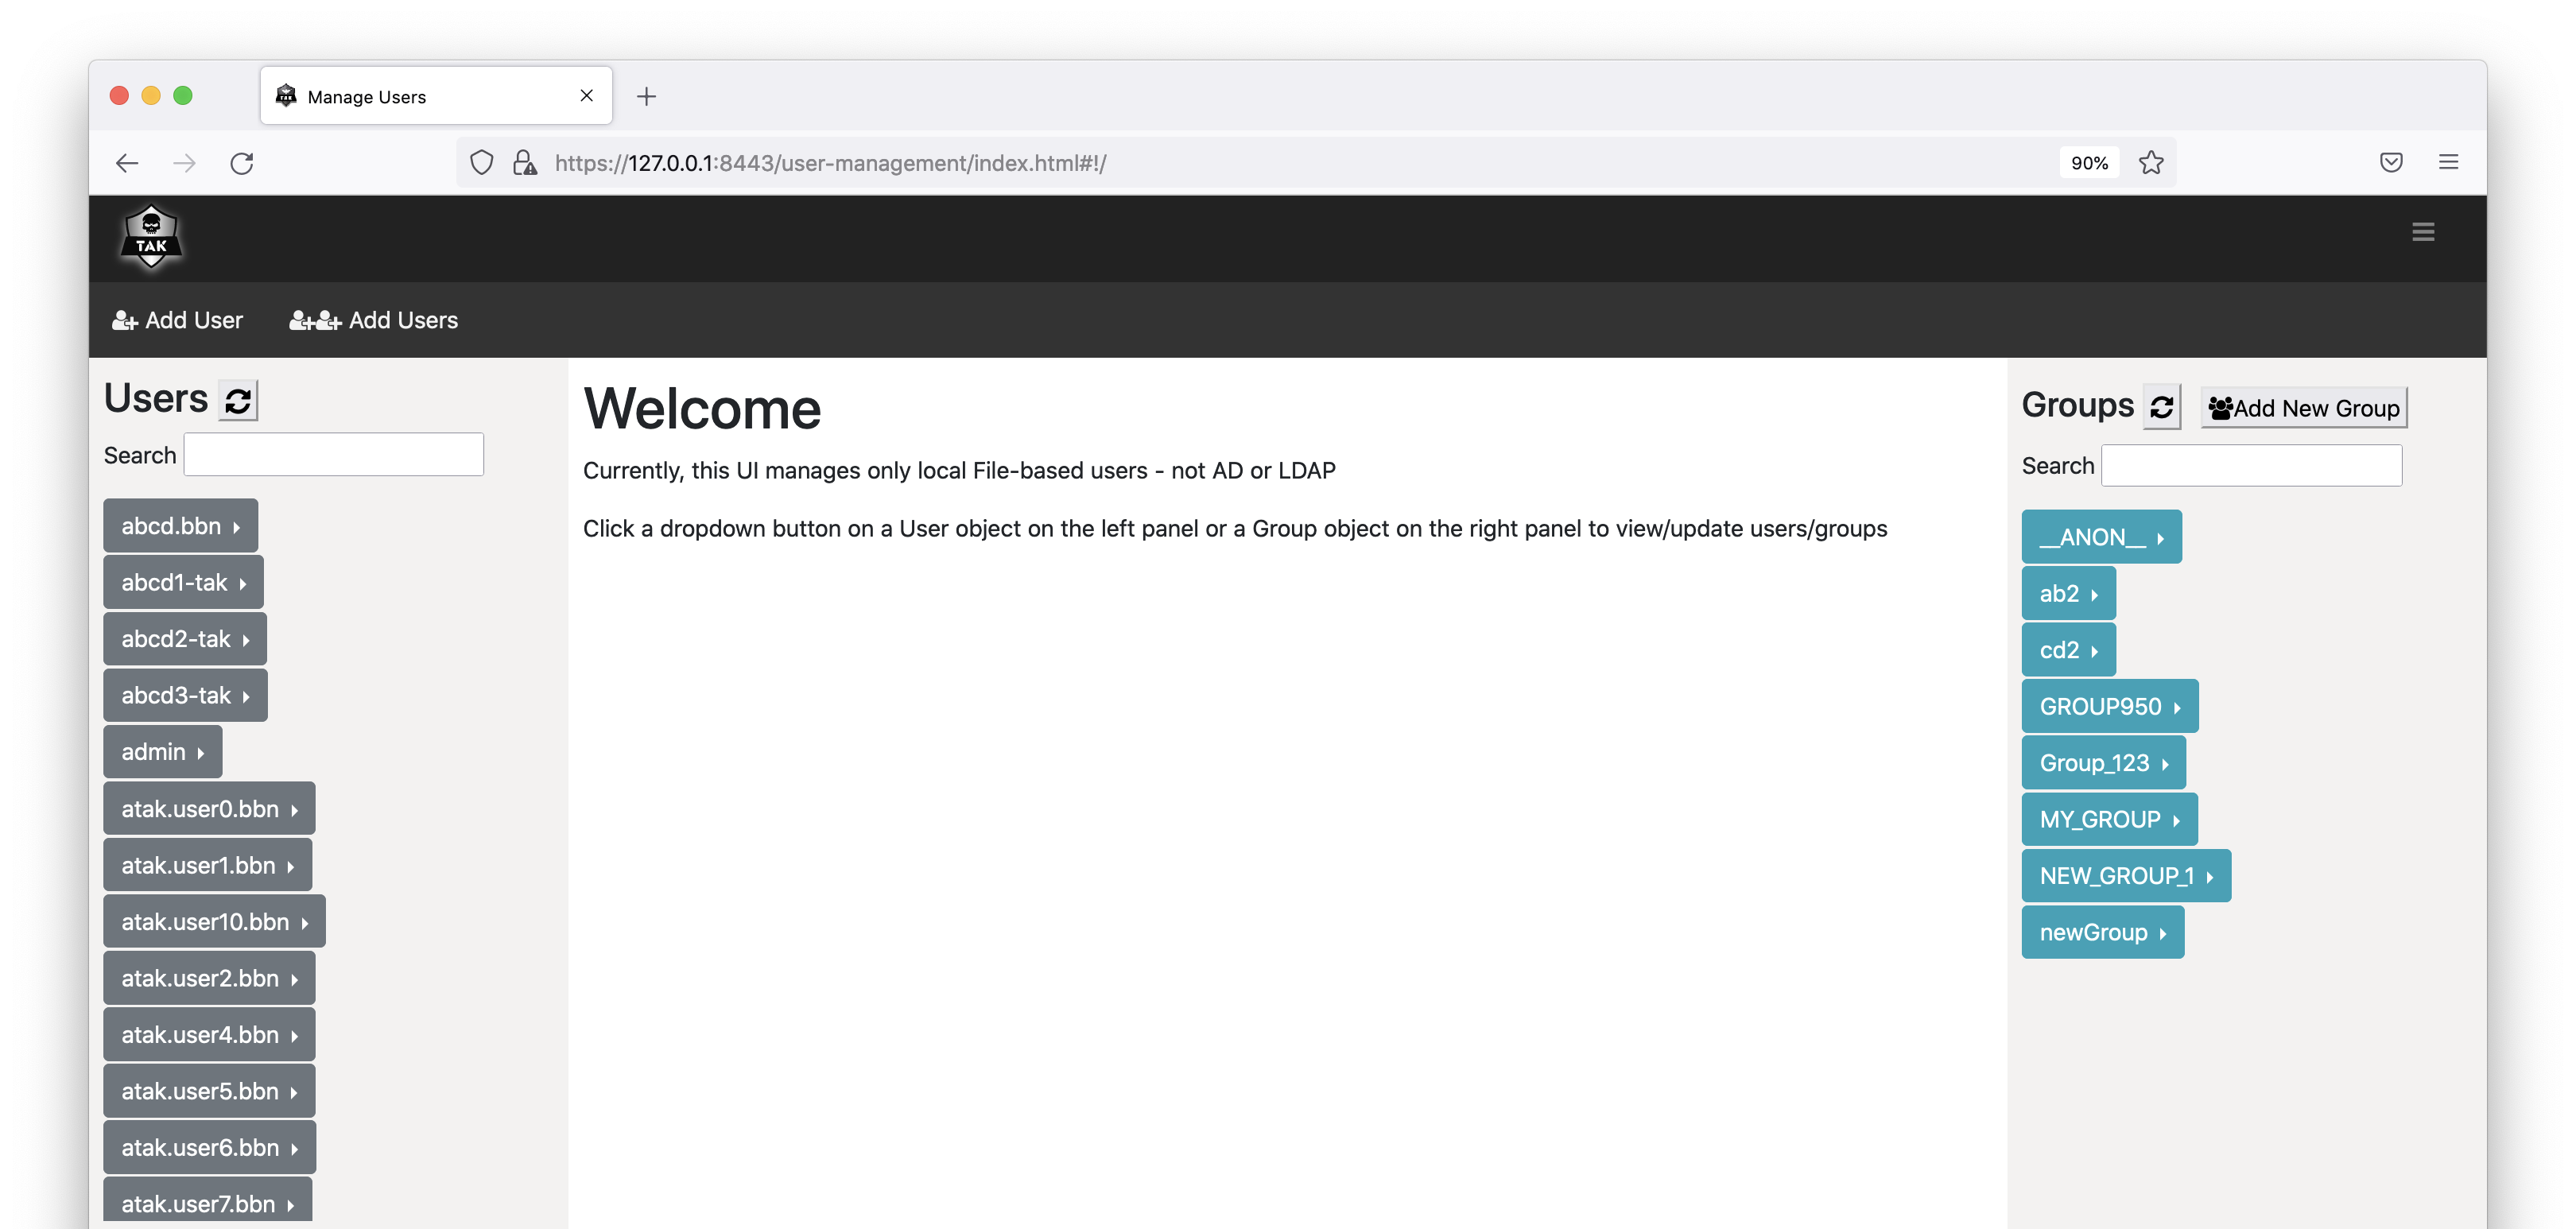 Manage Users
https://127.0.0.1:8443/user-management/index.html#!/
90%
TAK
Add User
Add Users
Users
Search
abcd.bbn
abcd1-tak
abcd2-tak
abcd3-tak
admin
atak.user0.bbn
atak.user1.bbn
atak.user10.bbn
atak.user2.bbn
atak.user4.bbn
atak.user5.bbn
atak.user6.bbn
atak.user7.bbn
Welcome
Currently, this UI manages only local File-based users - not AD or LDAP
Click a dropdown button on a User object on the left panel or a Group object on the right panel to view/update users/groups
Groups
Add New Group
Search
__ANON__
ab2
cd2
GROUP950
Group_123
MY_GROUP
NEW_GROUP_1
newGroup